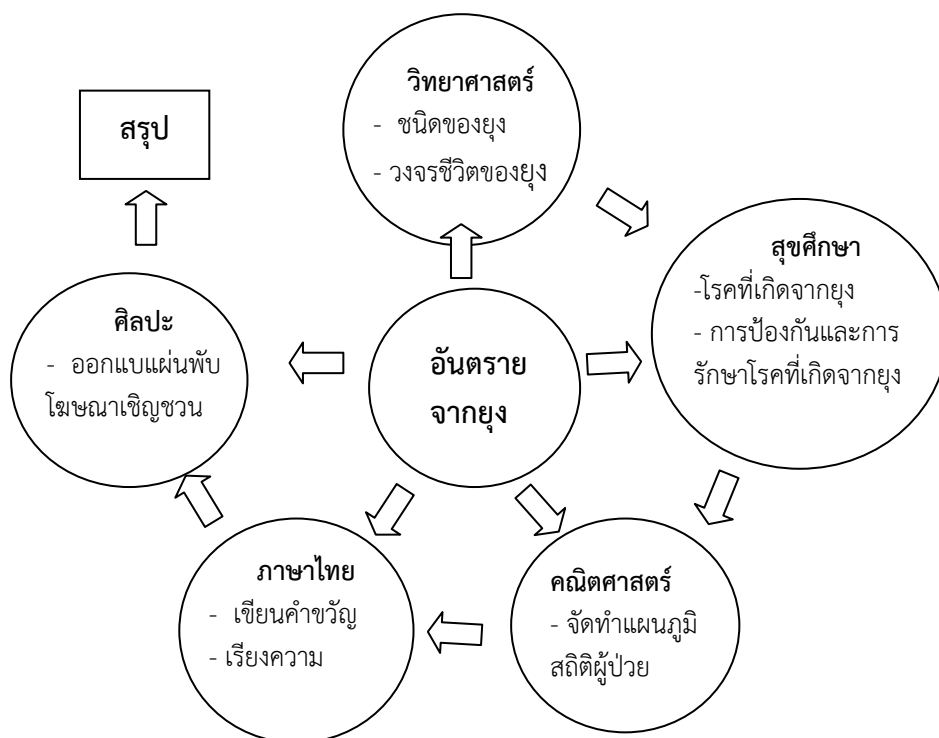 วิทยาศาสตร์
- ชนิดของยุง
- วงจรชีวิตของยุง
สรุป
สุขศึกษา
-โรคที่เกิดจากยุง
- การป้องกันและการ
รักษาโรคที่เกิดจากยุง
ศิลปะ
- ออกแบบแผ่นพับ
โฆษณาเชิญชวน
อันตราย
จากยุง
ภาษาไทย
- เขียนคำขวัญ
- เรียงความ
คณิตศาสตร์
- จัดทำแผนภูมิ
สถิติผู้ป่วย